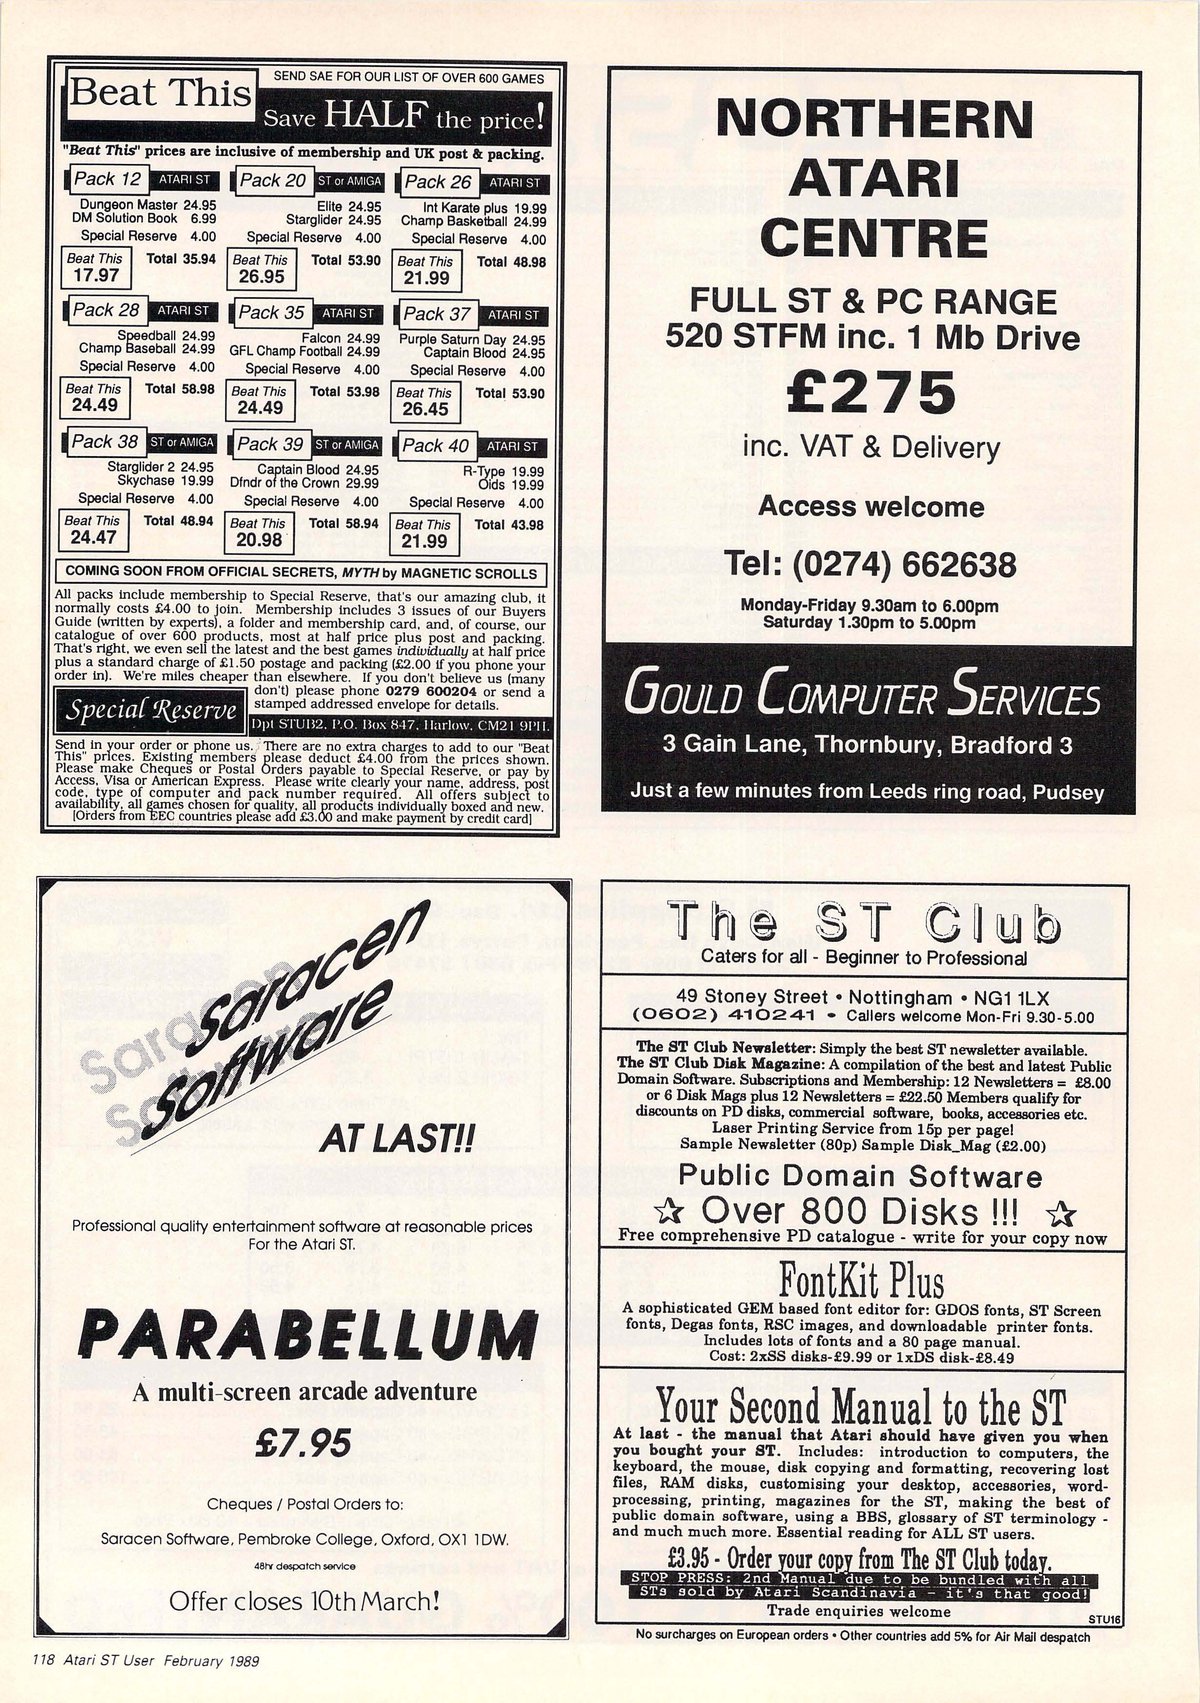 Beat This
SEND SAE FOR OUR LIST OF OVER 600 GAMES
Save HALF the price!
"Beat This" prices are inclusive of membership and UK post & packing.
Pack 12 ATARI ST
Dungeon Master 24.95
DM Solution Book 6.99
Special Reserve 4.00
Beat This Total 35.94
17.97
Pack 20 ST or AMIGA
Elite 24.95
Starglider 24.95
Special Reserve 4.00
Beat This Total 53.90
26.95
Pack 26 ATARI ST
Int Karate plus 19.99
Champ Basketball 24.99
Special Reserve 4.00
Beat This Total 48.98
21.99
Pack 28 ATARI ST
Speedball 24.99
Champ Baseball 24.99
Special Reserve 4.00
Beat This Total 58.98
24.49
Pack 35 ATARI ST
Falcon 24.99
GFL Champ Football 24.99
Special Reserve 4.00
Beat This Total 53.98
24.49
Pack 37 ATARI ST
Purple Saturn Day 24.95
Captain Blood 24.95
Special Reserve 4.00
Beat This Total 53.90
26.45
Pack 38 ST or AMIGA
Starglider 2 24.95
Skychase 19.99
Special Reserve 4.00
Beat This Total 48.94
24.47
Pack 39 ST or AMIGA
Captain Blood 24.95
Dfndr of the Crown 29.99
Special Reserve 4.00
Beat This Total 58.94
20.98
Pack 40 ATARI ST
R-Type 19.99
Oids 19.99
Special Reserve 4.00
Beat This Total 43.98
21.99
COMING SOON FROM OFFICIAL SECRETS, MYTH by MAGNETIC SCROLLS
All packs include membership to Special Reserve, that's our amazing club, it
normally costs £4.00 to join. Membership includes 3 issues of our Buyers
Guide (written by experts), a folder and membership card, and, of course, our
catalogue of over 600 products, most at half price plus post and packing.
That's right, we even sell the latest and the best games individually at half price
plus a standard charge of £1.50 postage and packing (£2.00 if you phone your
order in). We're miles cheaper than elsewhere. If you don't believe us (many
don't) please phone 0279 600204 or send a
stamped addressed envelope for details.
Special Reserve
Dpt STUB2, P.O. Box 847, Harlow, CM21 9PH.
Send in your order or phone us. There are no extra charges to add to our "Beat
This" prices. Existing members please deduct £4.00 from the prices shown.
Please make Cheques or Postal Orders payable to Special Reserve, or pay by
Access, Visa or American Express. Please write clearly your name, address, post
code, type of computer and pack number required. All offers subject to
availability, all games chosen for quality, all products individually boxed and new.
[Orders from EEC countries please add £3.00 and make payment by credit card]
NORTHERN
ATARI
CENTRE
FULL ST & PC RANGE
520 STFM inc. 1 Mb Drive
£275
inc. VAT & Delivery
Access welcome
Tel: (0274) 662638
Monday-Friday 9.30am to 6.00pm
Saturday 1.30pm to 5.00pm
GOULD COMPUTER SERVICES
3 Gain Lane, Thornbury, Bradford 3
Just a few minutes from Leeds ring road, Pudsey
Saracen
Software
AT LAST!!
Professional quality entertainment software at reasonable prices
For the Atari ST.
PARABELLUM
A multi-screen arcade adventure
£7.95
Cheques / Postal Orders to:
Saracen Software, Pembroke College, Oxford, OX1 1DW.
48hr despatch service
Offer closes 10th March!
The ST Club
Caters for all - Beginner to Professional
49 Stoney Street • Nottingham • NG1 1LX
(0602) 410241 • Callers welcome Mon-Fri 9.30-5.00
The ST Club Newsletter: Simply the best ST newsletter available.
The ST Club Disk Magazine: A compilation of the best and latest Public
Domain Software. Subscriptions and Membership: 12 Newsletters = £8.00
or 6 Disk Mags plus 12 Newsletters = £22.50 Members qualify for
discounts on PD disks, commercial software, books, accessories etc.
Laser Printing Service from 15p per page!
Sample Newsletter (80p) Sample Disk_Mag (£2.00)
Public Domain Software
☆ Over 800 Disks !!! ☆
Free comprehensive PD catalogue - write for your copy now
FontKit Plus
A sophisticated GEM based font editor for: GDOS fonts, ST Screen
fonts, Degas fonts, RSC images, and downloadable printer fonts.
Includes lots of fonts and a 80 page manual.
Cost: 2xSS disks-£9.99 or 1xDS disk-£8.49
Your Second Manual to the ST
At last - the manual that Atari should have given you when
you bought your ST. Includes: introduction to computers, the
keyboard, the mouse, disk copying and formatting, recovering lost
files, RAM disks, customising your desktop, accessories, word-
processing, printing, magazines for the ST, making the best of
public domain software, using a BBS, glossary of ST terminology -
and much much more. Essential reading for ALL ST users.
£3.95 - Order your copy from The ST Club today.
STOP PRESS: 2nd Manual due to be bundled with all
STs sold by Atari Scandinavia - it's that good!
Trade enquiries welcome
STU16
No surcharges on European orders • Other countries add 5% for Air Mail despatch
118 Atari ST User February 1989